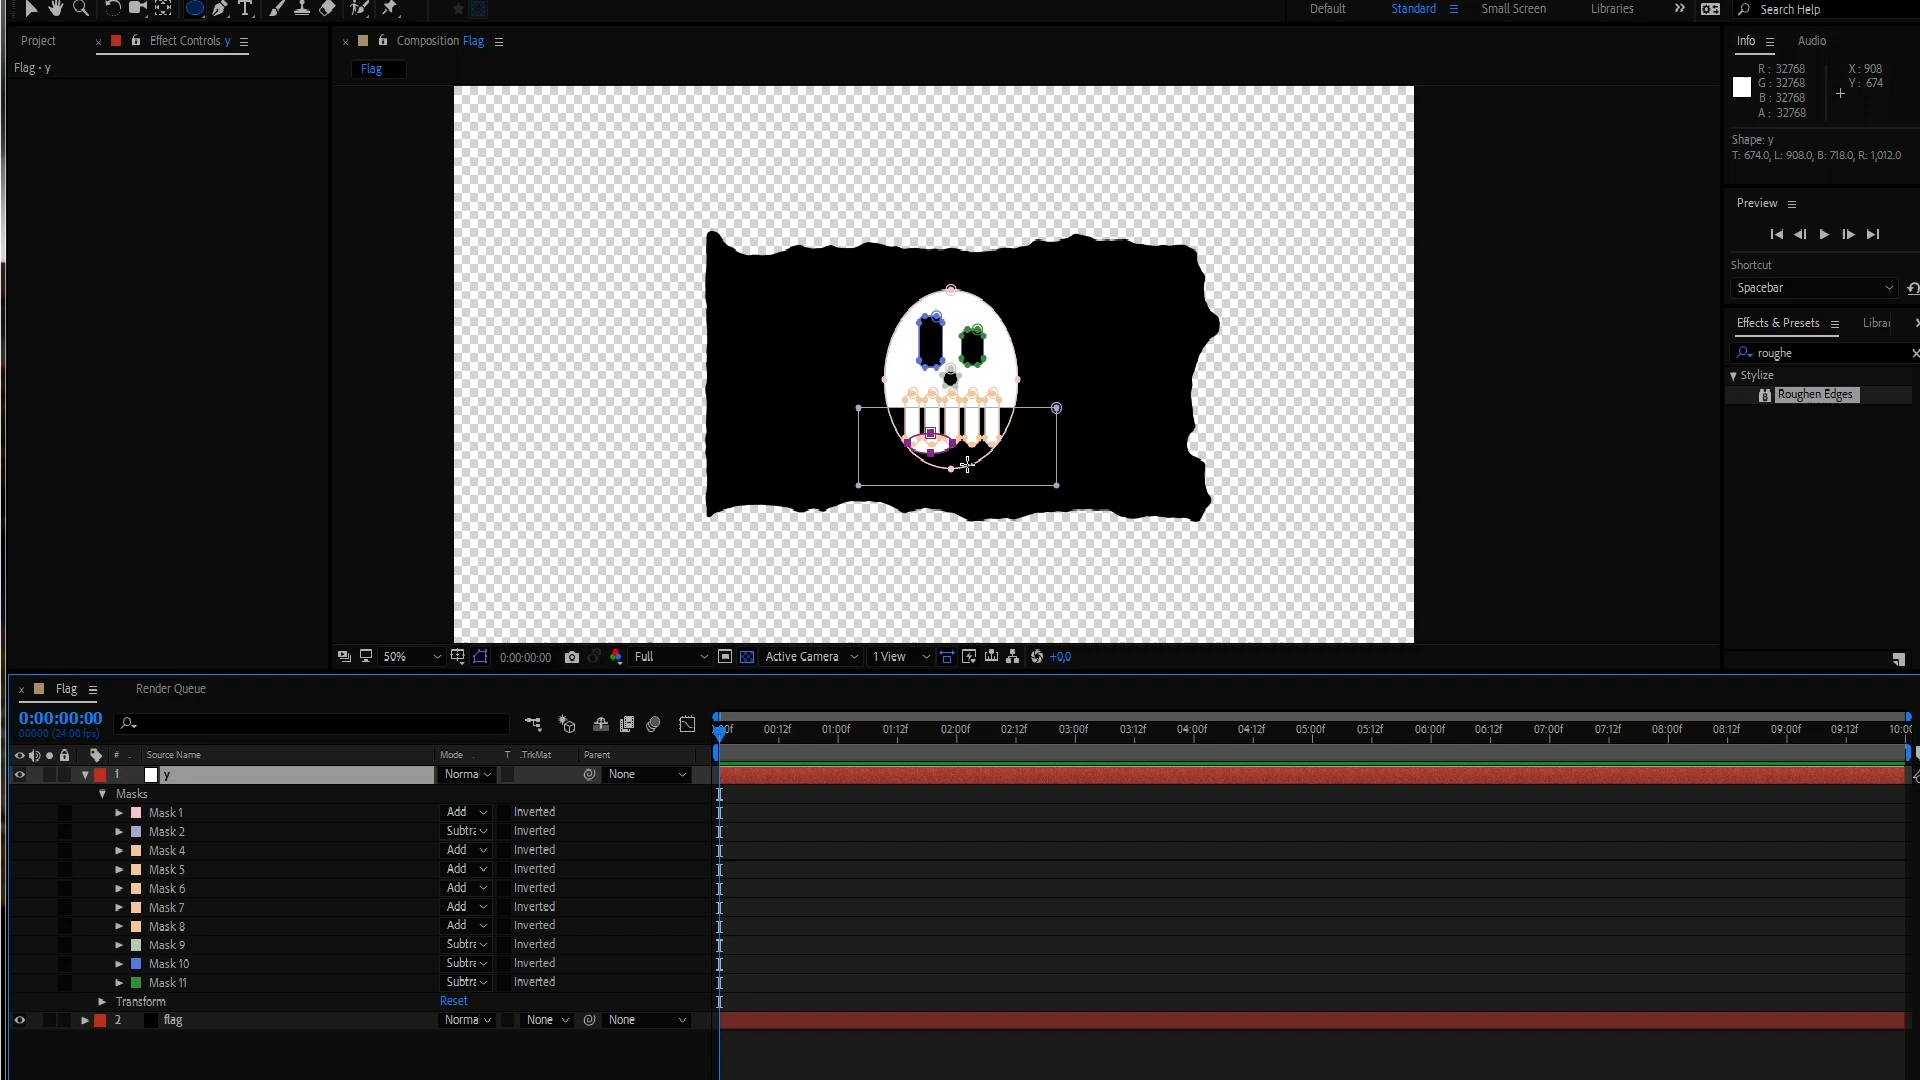 Default
Standard
Small Screen
Libraries
Search Help
Project
Effect Controls y
Composition Flag
Info
Audio
Flag • y
Flag
R : 32768
G : 32768
B : 32768
A : 32768
X : 908
Y : 674
Shape: y
T: 674.0, L: 908.0, B: 718.0, R: 1,012.0
Preview
Shortcut
Spacebar
Effects & Presets
Librai
roughe
Stylize
Roughen Edges
50%
0:00:00:00
Full
Active Camera
1 View
+0,0
Flag
Render Queue
0:00:00:00
00000 (24.00 fps)
00:12f
01:00f
01:12f
02:00f
02:12f
03:00f
03:12f
04:00f
04:12f
05:00f
05:12f
06:00f
06:12f
07:00f
07:12f
08:00f
08:12f
09:00f
09:12f
# Source Name
Mode
T .TrkMat
Parent
1 y
Norma
None
Masks
Mask 1
Add
Inverted
Mask 2
Subtra
Inverted
Mask 4
Add
Inverted
Mask 5
Add
Inverted
Mask 6
Add
Inverted
Mask 7
Add
Inverted
Mask 8
Add
Inverted
Mask 9
Subtra
Inverted
Mask 10
Subtra
Inverted
Mask 11
Subtra
Inverted
Transform
Reset
2 flag
Norma
None
None